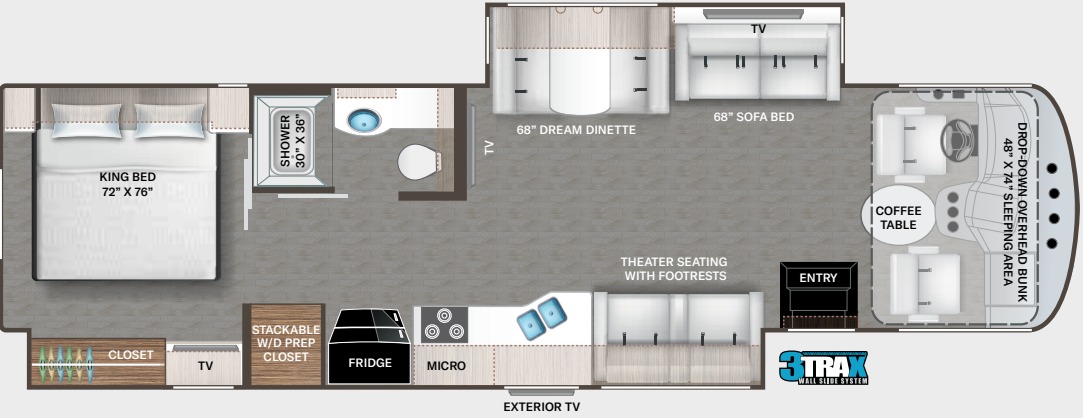 TV
68” DREAM DINETTE
68” SOFA BED
SHOWER
30” X 36”
TV
KING BED
72” X 76”
DROP-DOWN OVERHEAD BUNK
48” X 74” SLEEPING AREA
COFFEE
TABLE
THEATER SEATING
WITH FOOTRESTS
ENTRY
STACKABLE
W/D PREP
CLOSET
CLOSET
TV
FRIDGE
MICRO
3TRAX
WALL SLIDE SYSTEM
EXTERIOR TV